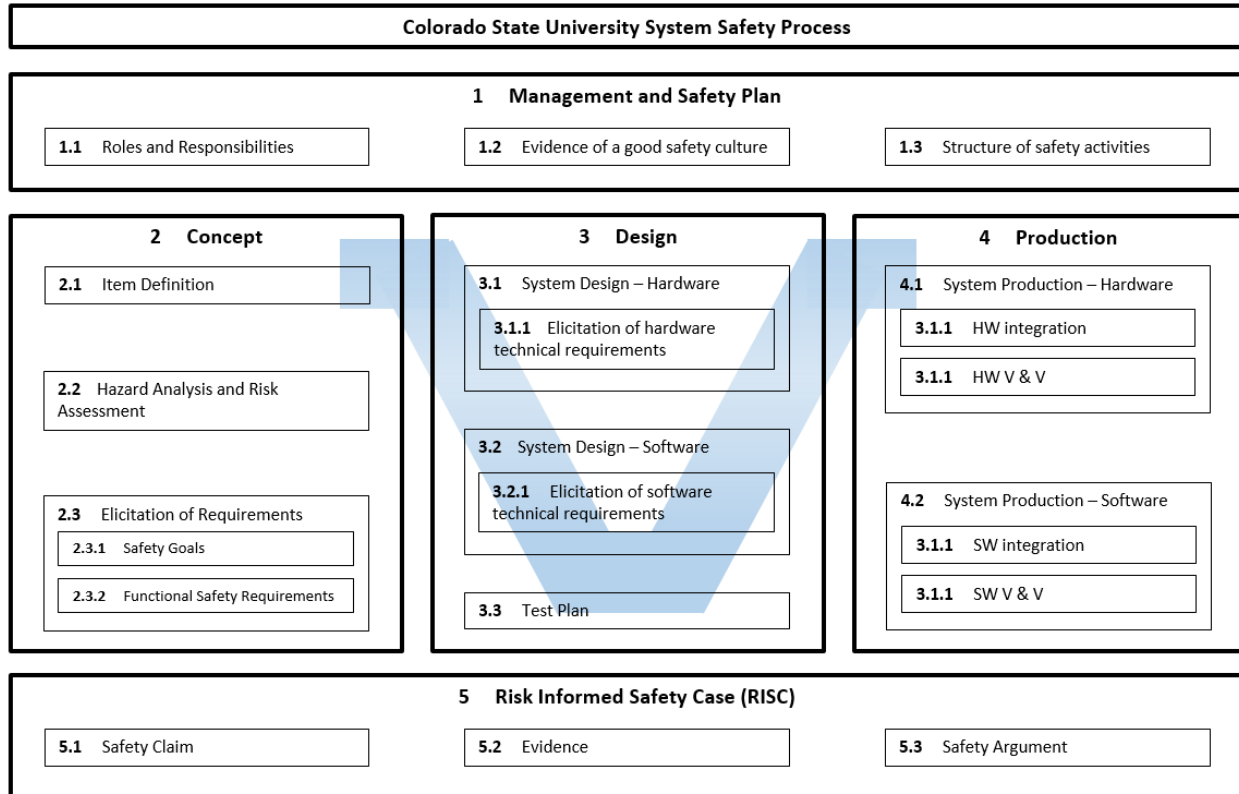 Colorado State University System Safety Process
1 Management and Safety Plan
1.1 Roles and Responsibilities
1.2 Evidence of a good safety culture
1.3 Structure of safety activities
2 Concept
2.1 Item Definition
2.2 Hazard Analysis and Risk
Assessment
2.3 Elicitation of Requirements
2.3.1 Safety Goals
2.3.2 Functional Safety Requirements
3 Design
3.1 System Design – Hardware
3.1.1 Elicitation of hardware
technical requirements
3.2 System Design – Software
3.2.1 Elicitation of software
technical requirements
3.3 Test Plan
4 Production
4.1 System Production – Hardware
3.1.1 HW integration
3.1.1 HW V & V
4.2 System Production – Software
3.1.1 SW integration
3.1.1 SW V & V
5 Risk Informed Safety Case (RISC)
5.1 Safety Claim
5.2 Evidence
5.3 Safety Argument